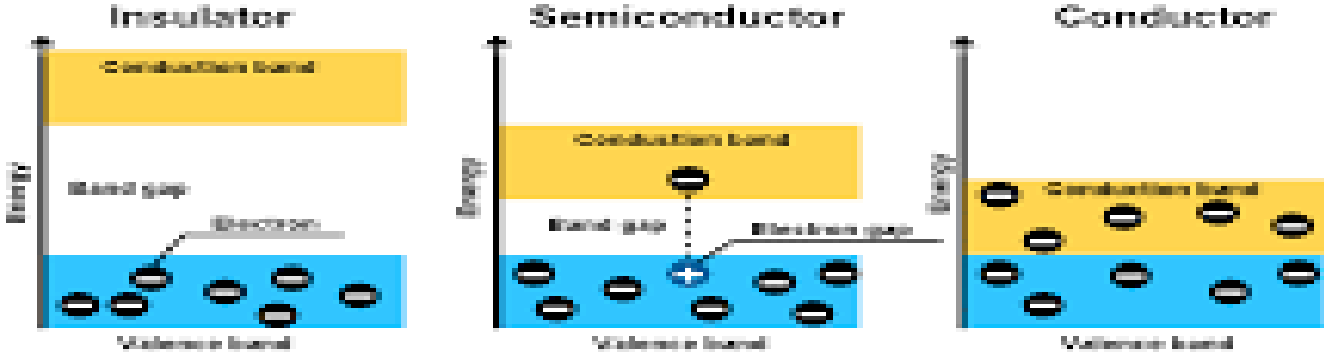 Insulator
Semiconductor
Conductor
Conduction band
Conduction band
Conduction band
Energy
Energy
Energy
Band gap
Band gap
Electron
Electron gap
Valence band
Valence band
Valence band